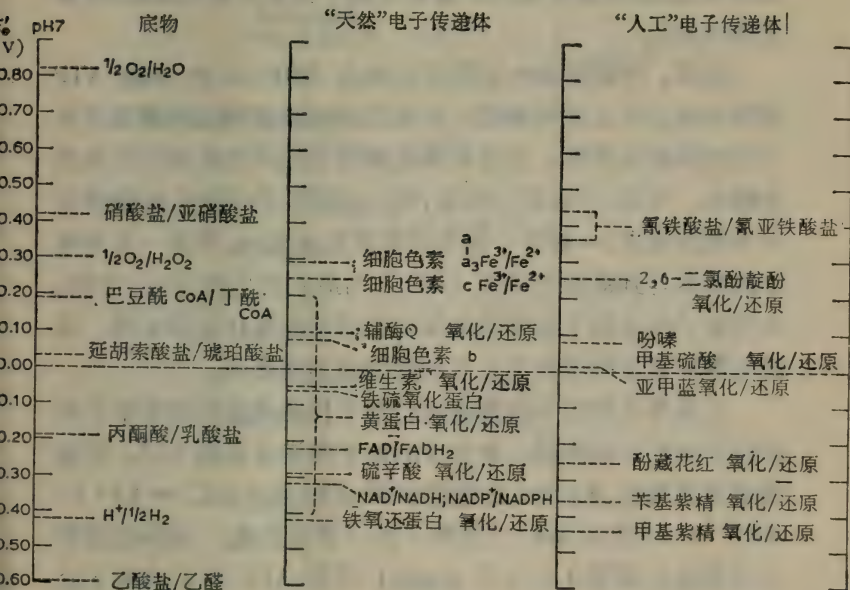 pH7
底物
“天然”电子传递体
“人工”电子传递体
V)
0.80
½ O₂/H₂O
0.70
0.60
0.50
0.40
硝酸盐/亚硝酸盐
0.30
½O₂/H₂O₂
0.20
巴豆酰 CoA/丁酰
CoA
0.10
延胡索酸盐/琥珀酸盐
0.00
0.10
丙酮酸/乳酸盐
0.20
0.30
0.40
H⁺/½H₂
0.50
0.60
乙酸盐/乙醛
a
细胞色素 a₃Fe³⁺/Fe²⁺
细胞色素 c Fe³⁺/Fe²⁺
辅酶Q 氧化/还原
细胞色素 b
维生素 氧化/还原
铁硫氧化蛋白
黄蛋白 氧化/还原
FAD/FADH₂
硫辛酸 氧化/还原
NAD⁺/NADH;NADP⁺/NADPH
铁氧还蛋白 氧化/还原
氰铁酸盐/氰亚铁酸盐
2,6-二氯酚靛酚
氧化/还原
吩嗪
甲基硫酸 氧化/还原
亚甲蓝氧化/还原
酚藏花红 氧化/还原
苄基紫精 氧化/还原
甲基紫精 氧化/还原